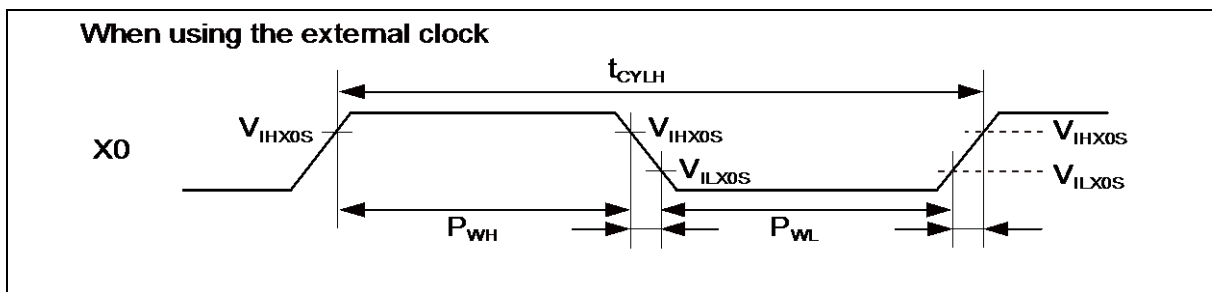 When using the external clock
tCYLH
VIHX0S
VIHX0S
VIHX0S
X0
VILX0S
VILX0S
PWH
PWL